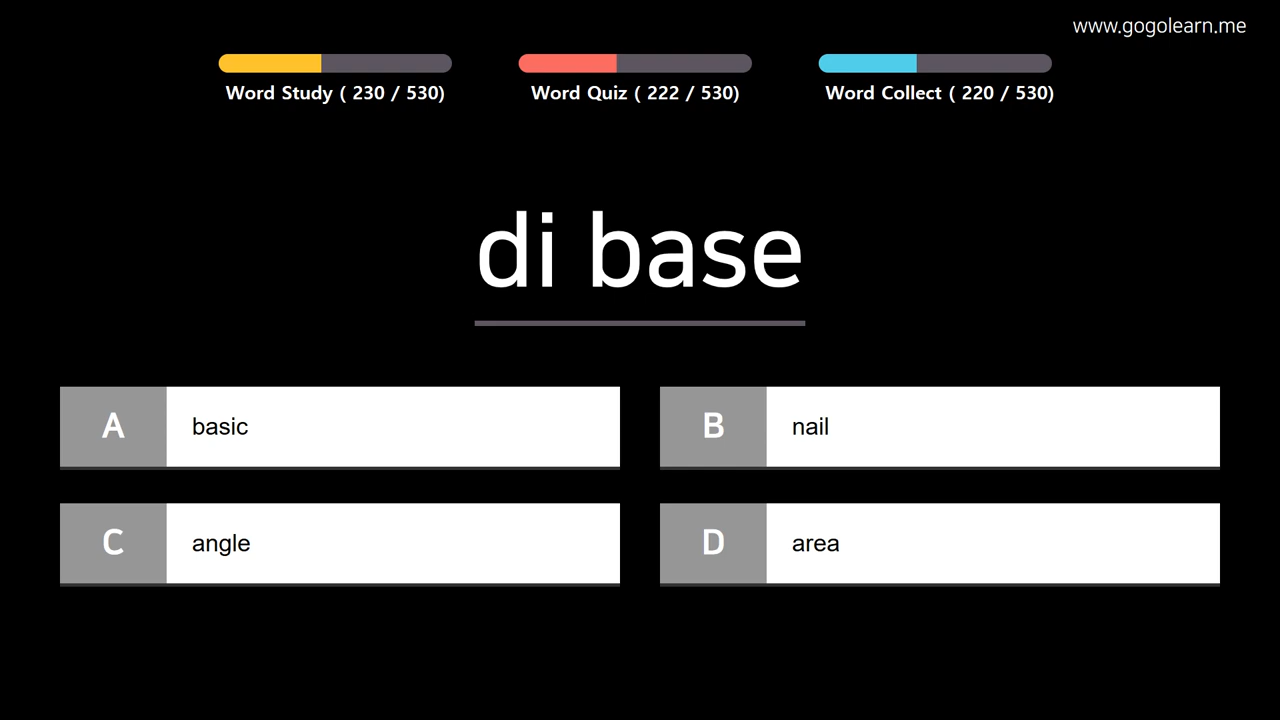 www.gogolearn.me
Word Study ( 230 / 530)
Word Quiz ( 222 / 530)
Word Collect ( 220 / 530)
di base
A basic
B nail
C angle
D area